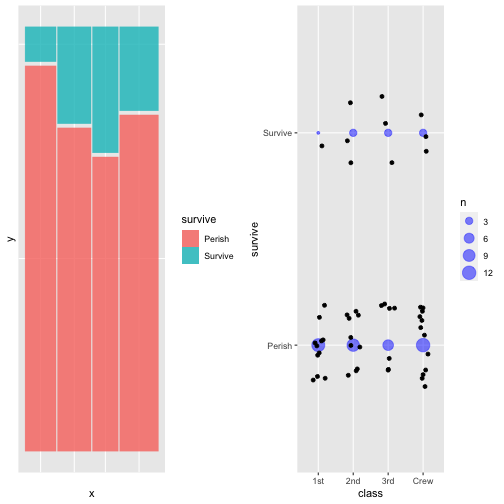 y
x
survive
Perish
Survive
survive
Survive
Perish
1st
2nd
3rd
Crew
class
n
3
6
9
12